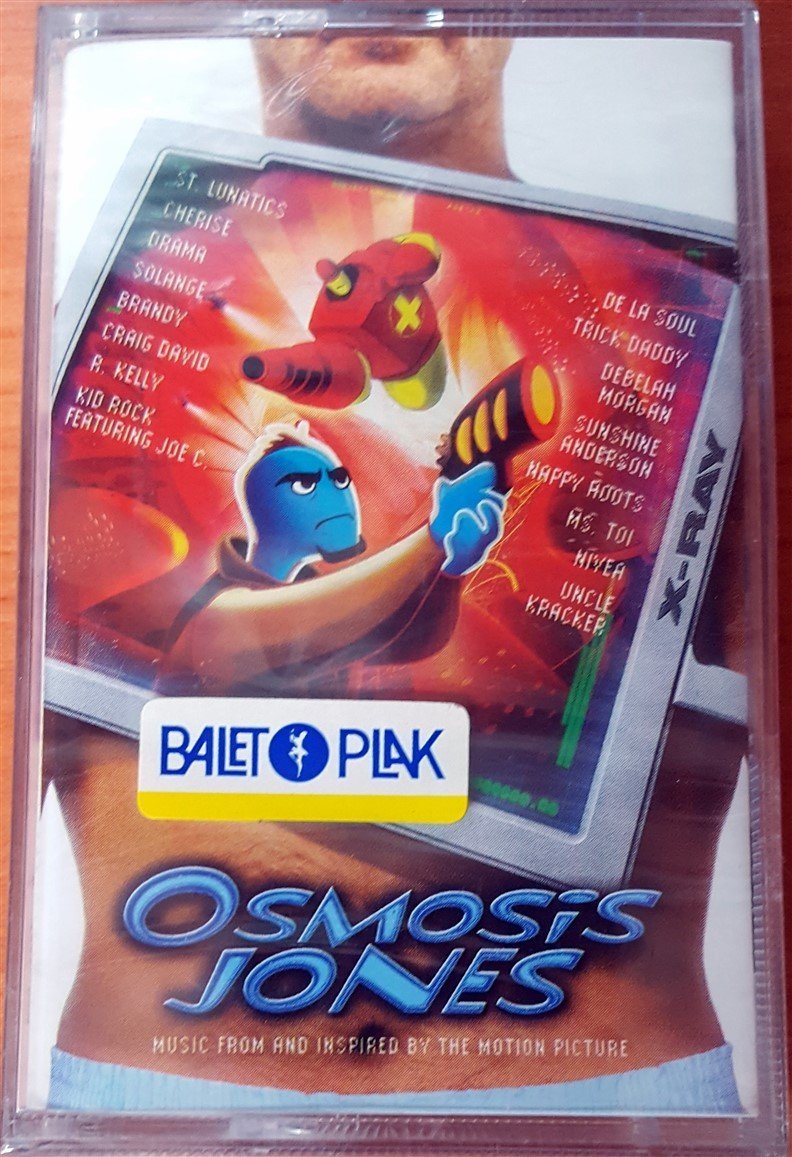 ST. LUNATICS
CHERISE
DRAMA
SOLANGE
BRANDY
CRAIG DAVID
R. KELLY
KID ROCK
FEATURING JOE C.
DE LA SOUL
TRICK DADDY
DEBELAH
MORGAN
SUNSHINE
ANDERSON
NAPPY ROOTS
MS. TOI
NIVEA
UNCLE
KRACKER
X-RAY
BALET PLAK
OSMOSIS
JONES
MUSIC FROM AND INSPIRED BY THE MOTION PICTURE